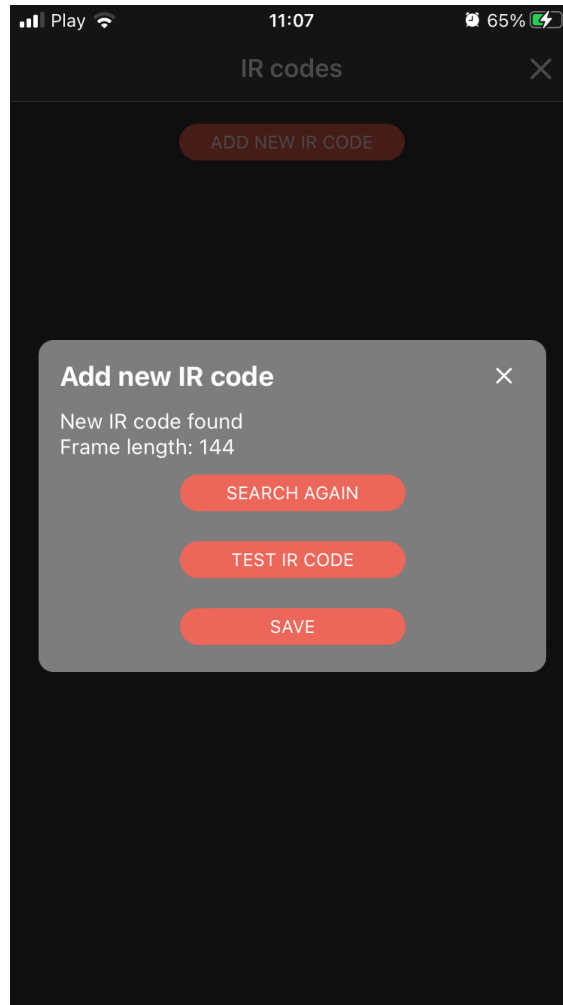 Play 11:07 65%
IR codes
ADD NEW IR CODE
Add new IR code
New IR code found
Frame length: 144
SEARCH AGAIN
TEST IR CODE
SAVE